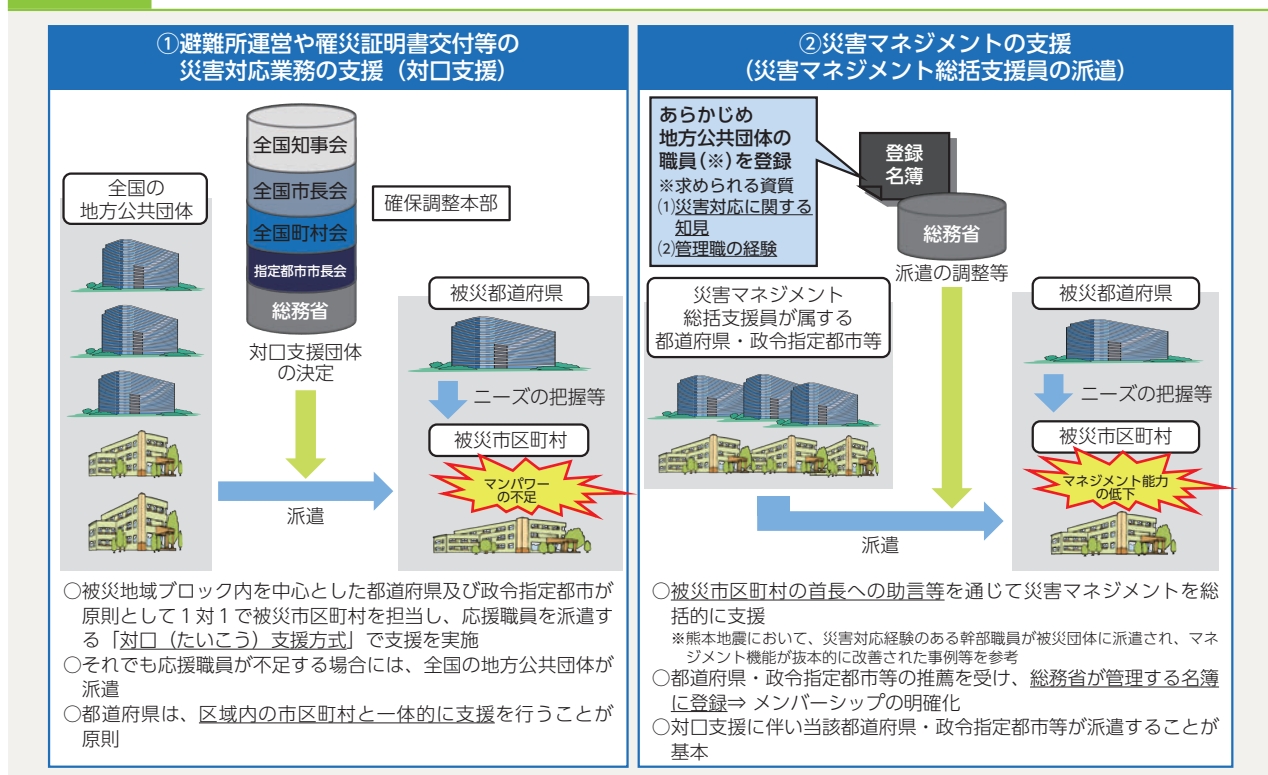 ①避難所運営や罹災証明書交付等の
災害対応業務の支援（対口支援）
全国の
地方公共団体
全国知事会
全国市長会
全国町村会
指定都市市長会
総務省
確保調整本部
対口支援団体
の決定
派遣
被災都道府県
ニーズの把握等
被災市区町村
マンパワー
の不足
○被災地域ブロック内を中心とした都道府県及び政令指定都市が
原則として１対１で被災市区町村を担当し、応援職員を派遣す
る「対口（たいこう）支援方式」で支援を実施
○それでも応援職員が不足する場合には、全国の地方公共団体が
派遣
○都道府県は、区域内の市区町村と一体的に支援を行うことが
原則
②災害マネジメントの支援
（災害マネジメント総括支援員の派遣）
あらかじめ
地方公共団体の
職員（※）を登録
※求められる資質
⑴災害対応に関する
知見
⑵管理職の経験
登録
名簿
総務省
派遣の調整等
災害マネジメント
総括支援員が属する
都道府県・政令指定都市等
派遣
被災都道府県
ニーズの把握等
被災市区町村
マネジメント能力
の低下
○被災市区町村の首長への助言等を通じて災害マネジメントを総
括的に支援
※熊本地震において、災害対応経験のある幹部職員が被災団体に派遣され、マネ
ジメント機能が抜本的に改善された事例等を参考
○都道府県・政令指定都市等の推薦を受け、総務省が管理する名簿
に登録⇒ メンバーシップの明確化
○対口支援に伴い当該都道府県・政令指定都市等が派遣することが
基本